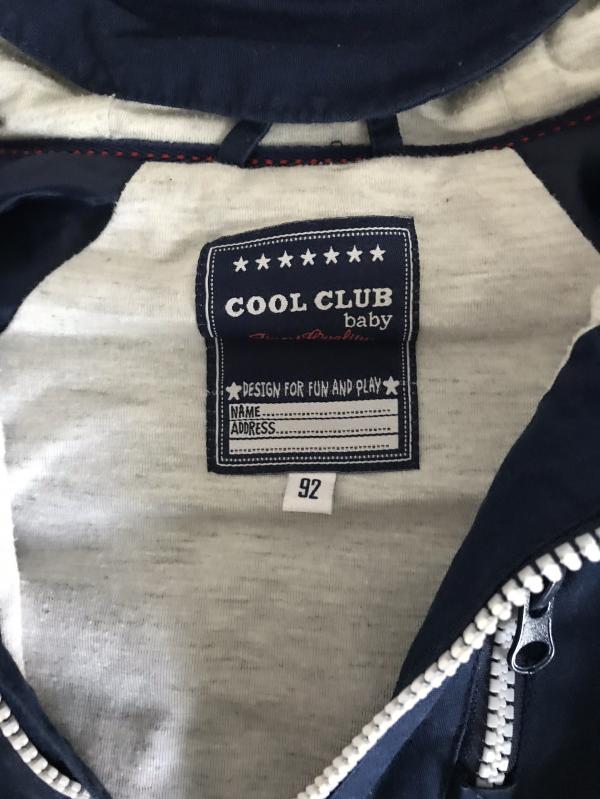 COOL CLUB
baby
DESIGN FOR FUN AND PLAY
NAME
ADDRESS
92